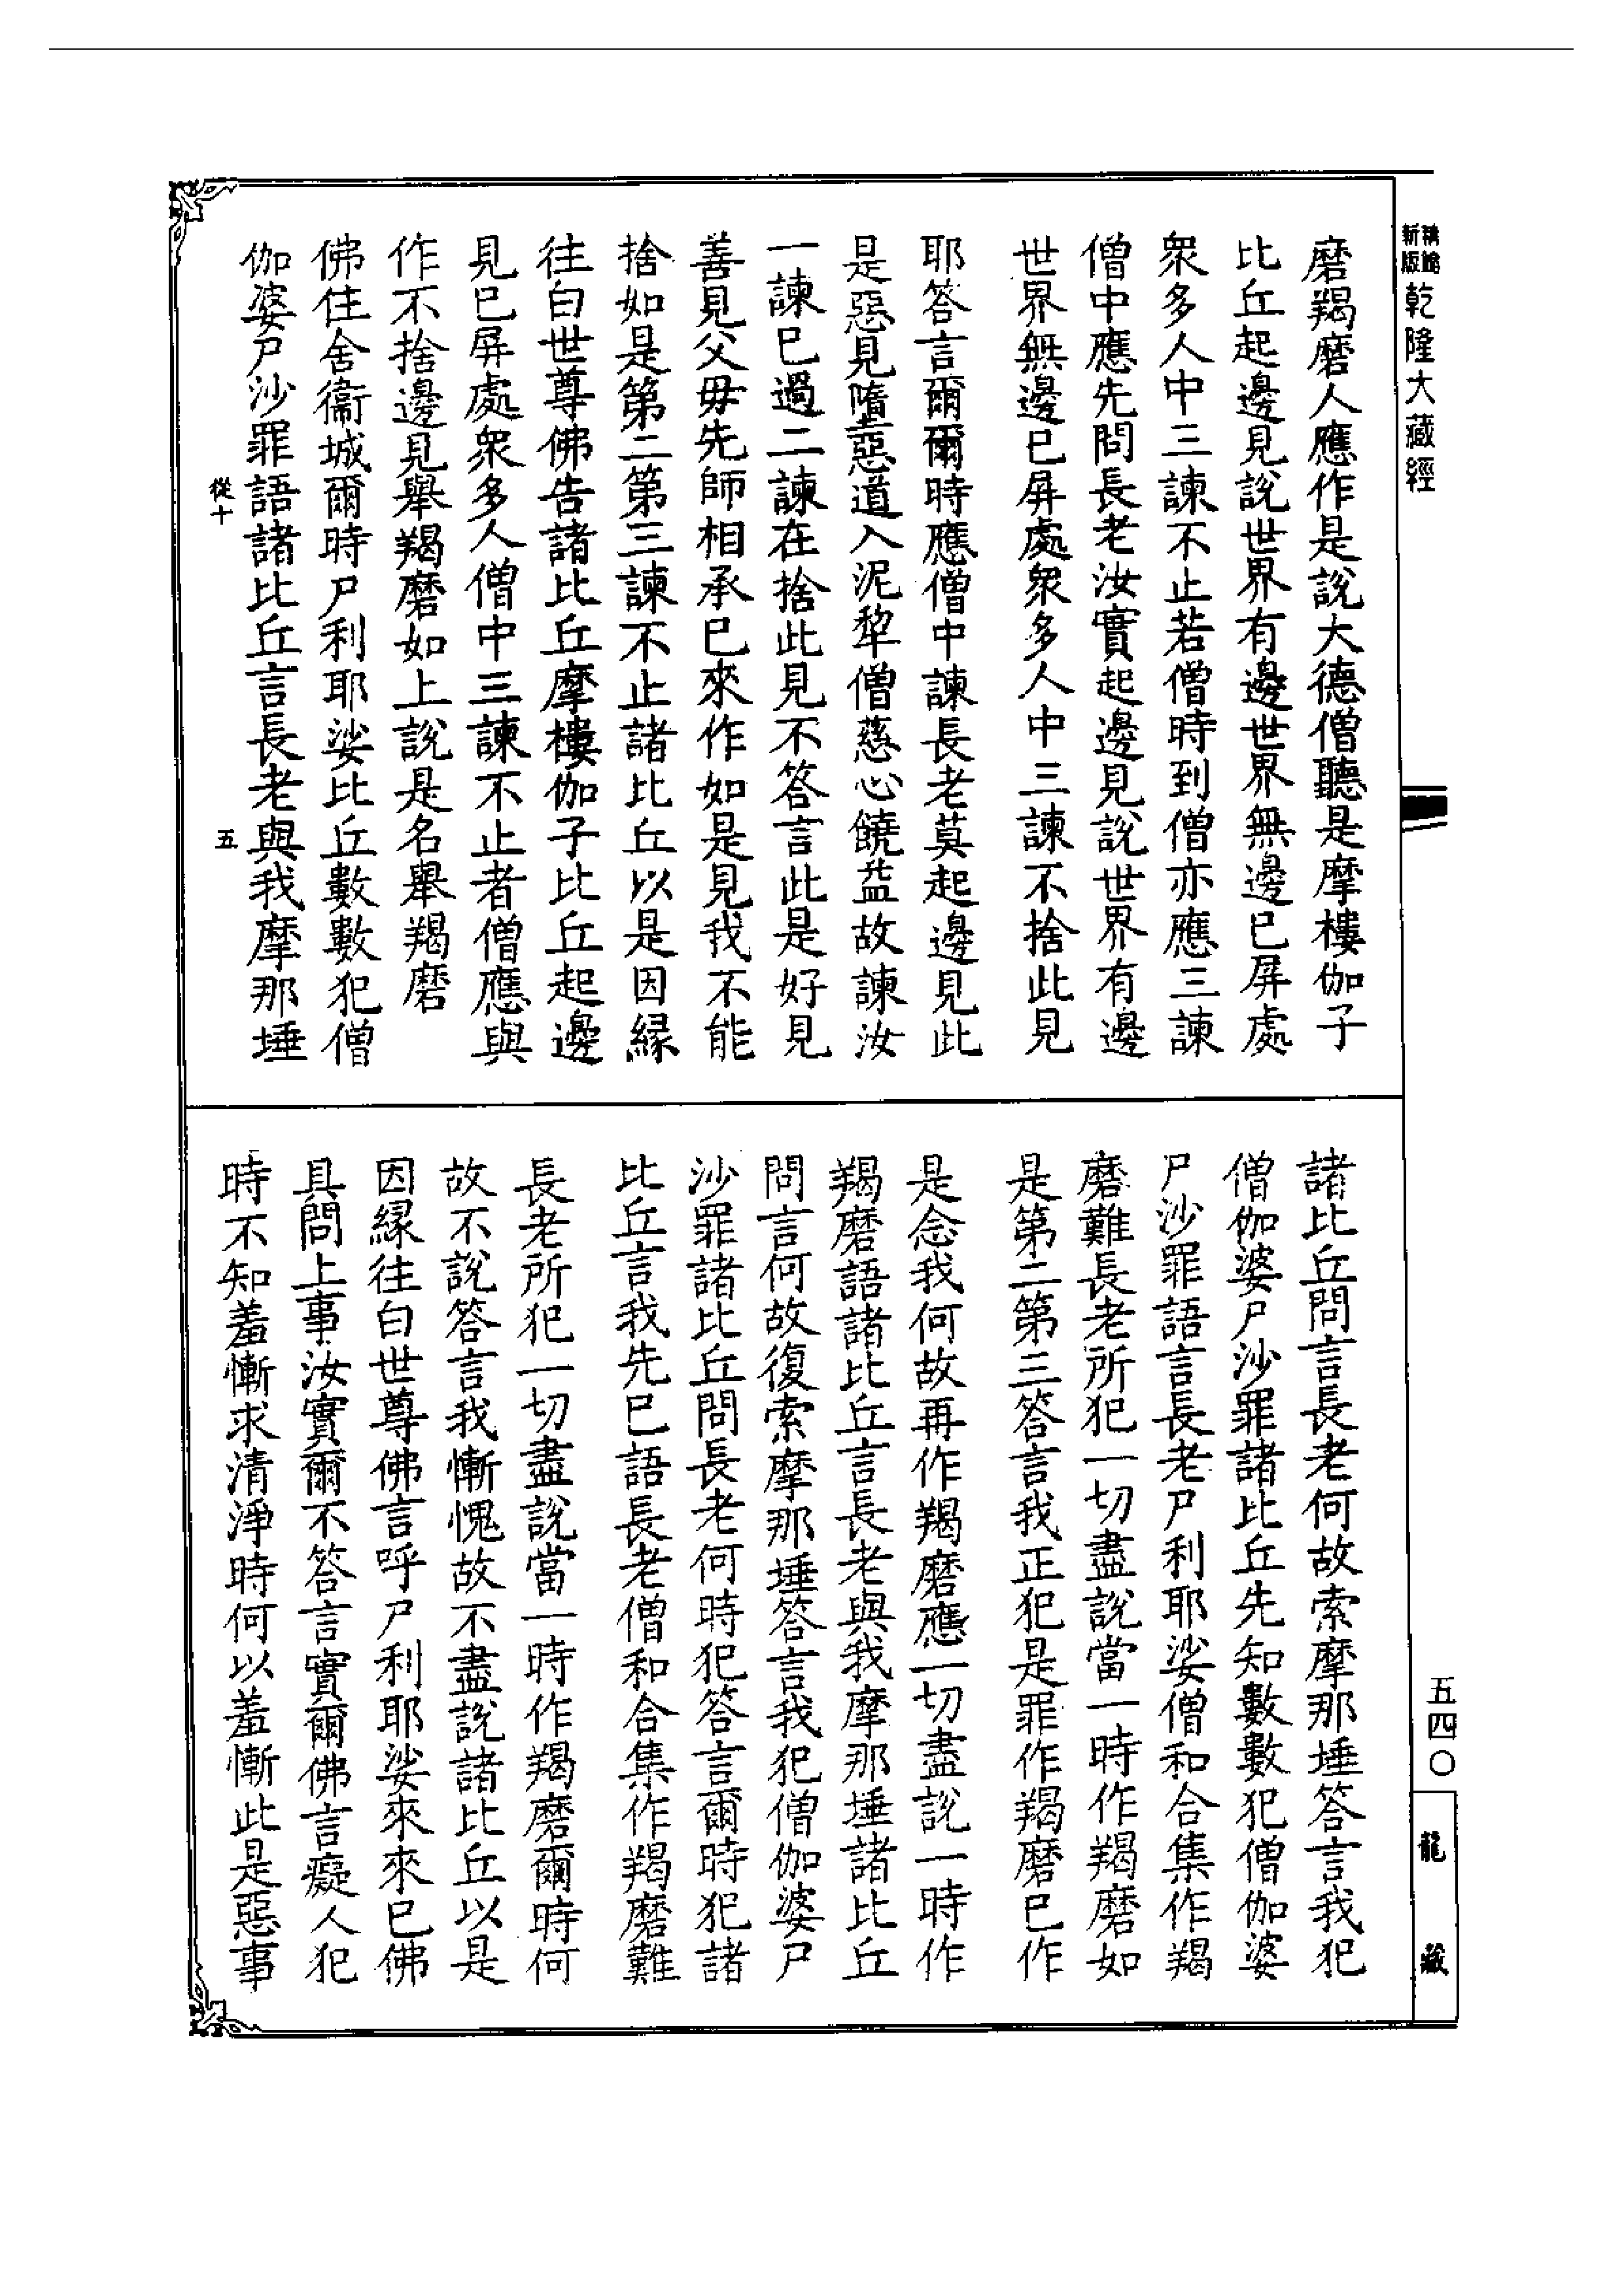 新版
乾隆大藏經
磨羯磨人應作是說大德僧聽是摩樓伽子
比丘起邊見說世界有邊世界無邊已屏處
衆多人中三諫不止若僧時到僧亦應三諫
僧中應先問長老汝實起邊見說世界有邊
世界無邊已屏處衆多人中三諫不捨此見
耶答言爾爾時應僧中諫長老莫起邊見此
是惡見墮惡道入泥犂僧慈心饒益故諫汝
一諫已過二諫在捨此見不答言此是好見
善見父母先師相承已來作如是見我不能
捨如是第二第三諫不止諸比丘以是因緣
往白世尊佛告諸比丘摩樓伽子比丘起邊
見已屏處衆多人僧中三諫不止者僧應與
作不捨邊見舉羯磨如上說是名舉羯磨
佛住舍衞城爾時尸利耶娑比丘數數犯僧
伽婆尸沙罪語諸比丘言長老與我摩那埵
從十
五
諸比丘問言長老何故索摩那埵答言我犯
僧伽婆尸沙罪諸比丘先知數數犯僧伽婆
尸沙罪語言長老尸利耶娑僧和合集作羯
磨難長老所犯一切盡說當一時作羯磨如
是第二第三答言我正犯是罪作羯磨已作
是念我何故再作羯磨應一切盡說一時作
羯磨語諸比丘言長老與我摩那埵諸比丘
問言何故復索摩那埵答言我犯僧伽婆尸
沙罪諸比丘問長老何時犯答言爾時犯諸
比丘言我先已語長老僧和合集作羯磨難
長老所犯一切盡說當一時作羯磨爾時何
故不說答言我慚愧故不盡說諸比丘以是
因緣往白世尊佛言呼尸利耶娑來來已佛
具問上事汝實爾不答言實爾佛言癡人犯
時不知羞慚求清淨時何以羞慚此是惡事
五四〇
龍藏